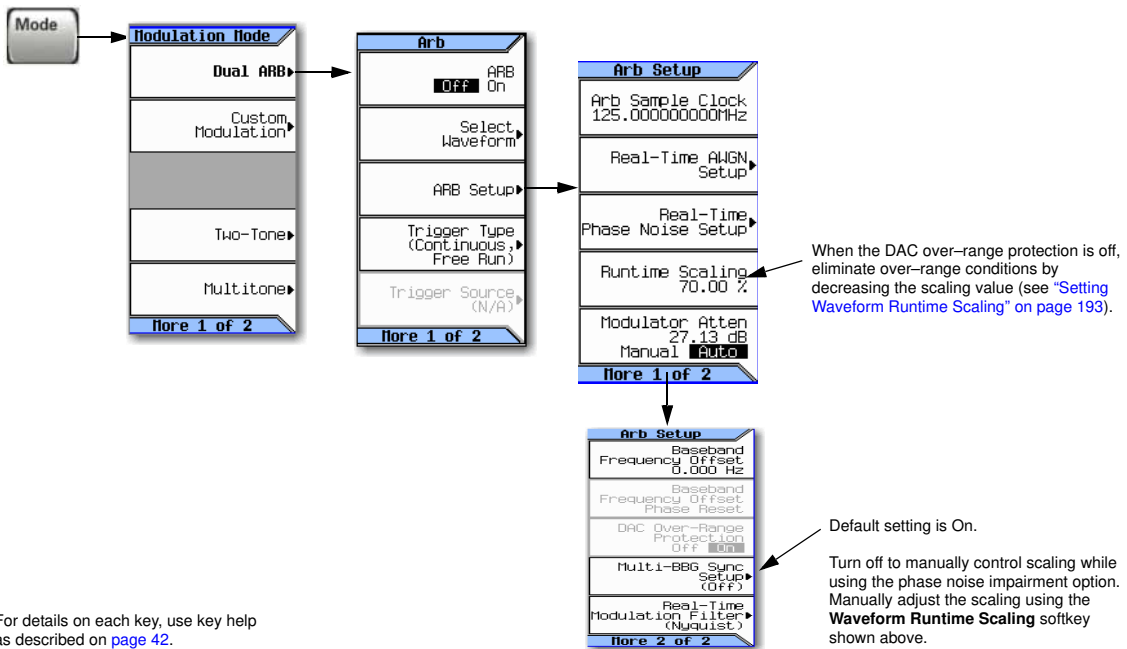 Mode
Modulation Mode
Dual ARB
Custom
Modulation
Two-Tone
Multitone
More 1 of 2
Arb
ARB
Off On
Select
Waveform
ARB Setup
Trigger Type
(Continuous,
Free Run)
Trigger Source
(N/A)
More 1 of 2
Arb Setup
Arb Sample Clock
125.000000000MHz
Real-Time AWGN
Setup
Real-Time
Phase Noise Setup
Runtime Scaling
70.00 %
Modulator Atten
27.13 dB
Manual Auto
More 1 of 2
When the DAC over–range protection is off,
eliminate over–range conditions by
decreasing the scaling value (see “Setting
Waveform Runtime Scaling” on page 193).
Arb Setup
Baseband
Frequency Offset
0.000 Hz
Baseband
Frequency Offset
Phase Reset
DAC Over-Range
Protection
Off On
Multi-BBG Sync
Setup
(Off)
Real-Time
Modulation Filter
(Nyquist)
More 2 of 2
Default setting is On.
Turn off to manually control scaling while
using the phase noise impairment option.
Manually adjust the scaling using the
Waveform Runtime Scaling softkey
shown above.
For details on each key, use key help
as described on page 42.